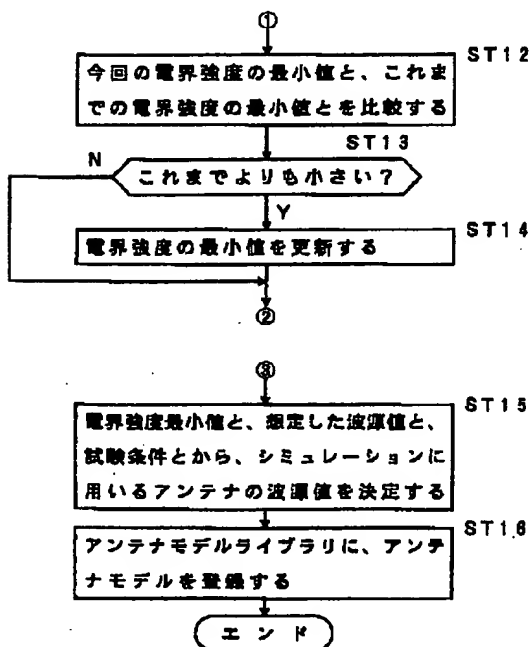 ①
ST12
今回の電界強度の最小値と、これま
での電界強度の最小値とを比較する
ST13
N
これまでよりも小さい？
Y
ST14
電界強度の最小値を更新する
②
③
ST15
電界強度最小値と、想定した波源値と、
試験条件とから、シミュレーションに
用いるアンテナの波源値を決定する
ST16
アンテナモデルライブラリに、アンテ
ナモデルを登録する
エンド